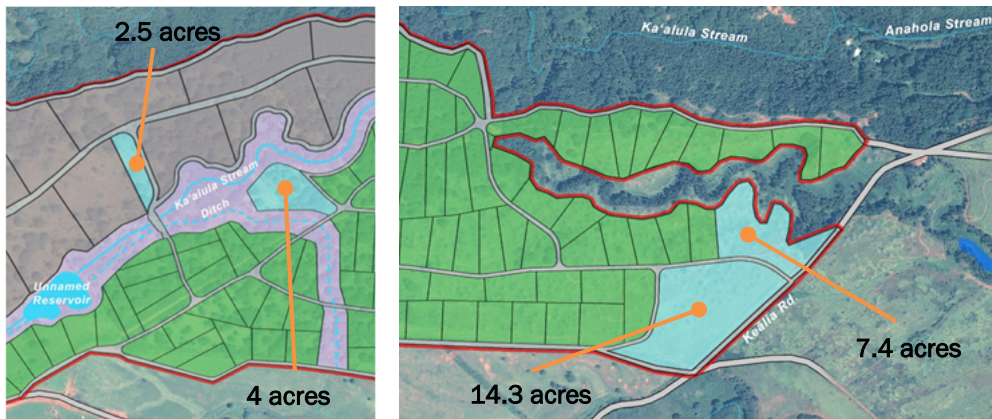 2.5 acres
Ka'alula Stream
Ditch
Unnamed
Reservoir
4 acres
Ka'alula Stream
Anahola Stream
Kealia Rd.
7.4 acres
14.3 acres